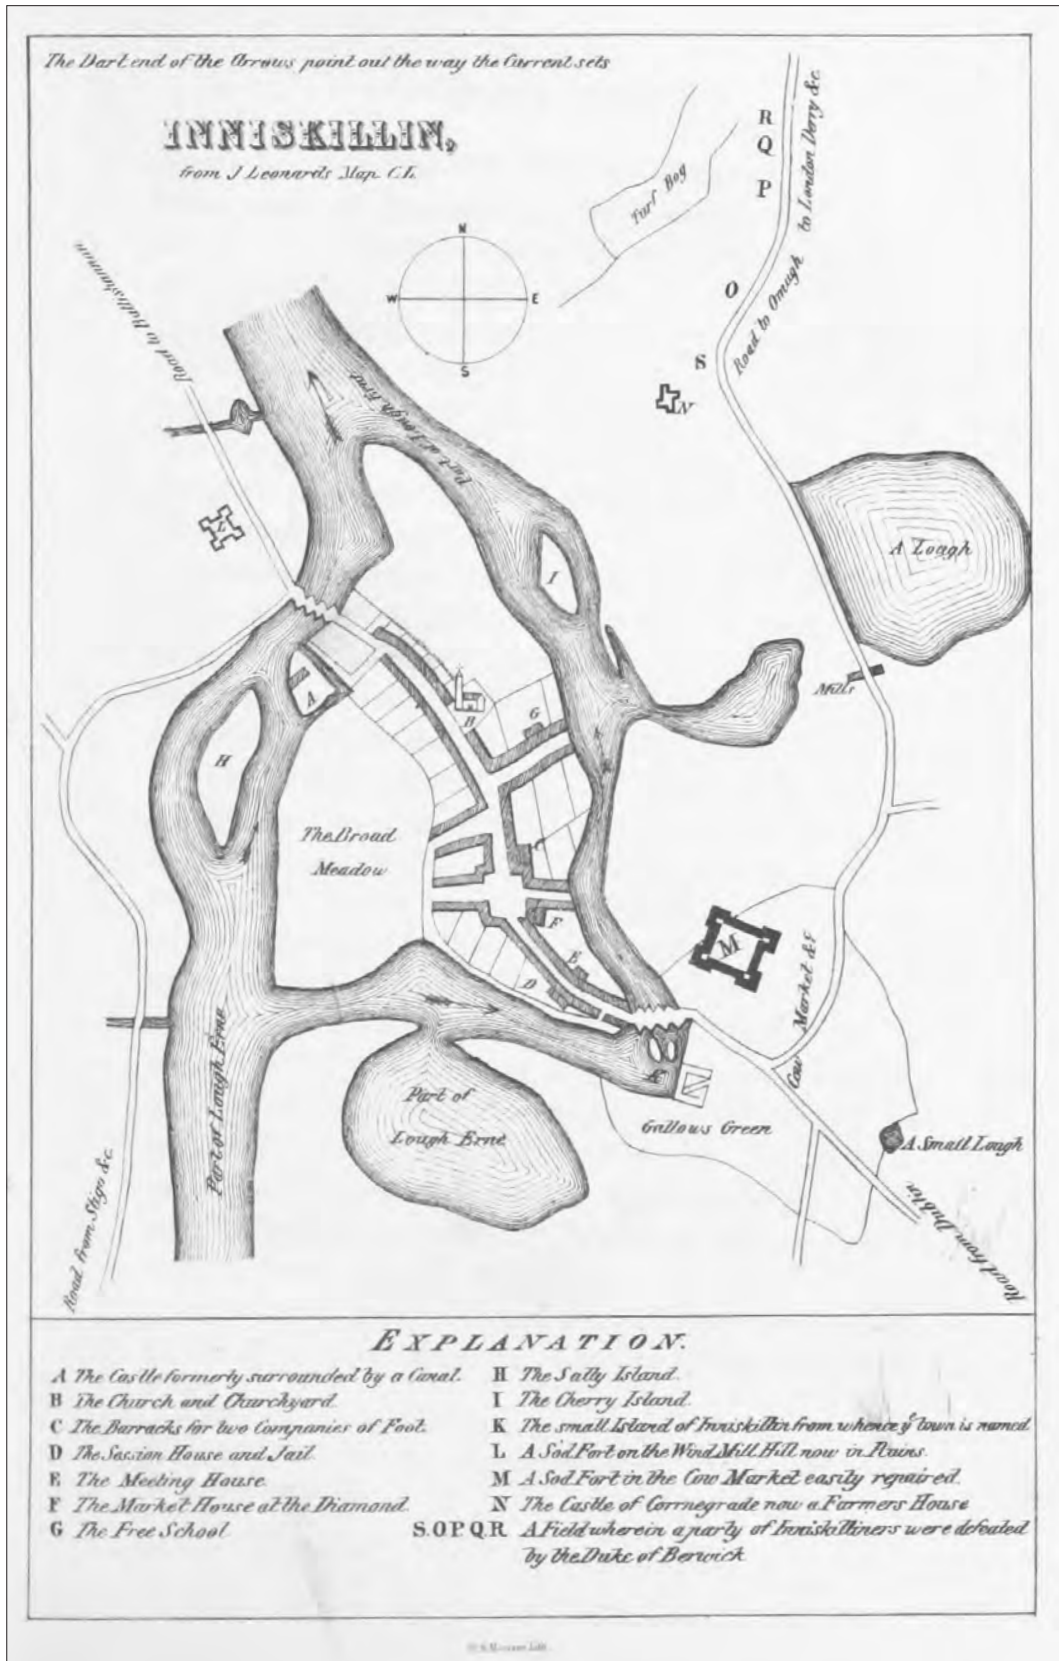 The Dart end of the Arrows point out the way the Current sets
INNISKILLIN,
from J Leonards Map C.L.
N
W
E
S
Turf Bog
R
Q
P
O
S
Road to Omagh to London Derry &c.
Road to Ballishannon
Part of Lough Erne
N
L
I
A Lough
Mills
A
B
G
H
The Broad
Meadow
C
F
E
D
M
Cow Market &c
K
Part of Lough Erne
Part of
Lough Erne
Gallows Green
A Small Lough
Road from Sligo &c.
Road from Dublin
EXPLANATION.
A The Castle formerly surrounded by a Canal.
B The Church and Churchyard.
C The Barracks for two Companies of Foot.
D The Session House and Jail.
E The Meeting House.
F The Market House at the Diamond.
G The Free School
H The Sally Island.
I The Cherry Island.
K The small Island of Inniskillin from whence ye town is named
L A Sod Fort on the Wind Mill Hill now in Ruins.
M A Sod Fort in the Cow Market easily repaired.
N The Castle of Corrnegrade now a Farmers House
S.O P Q.R A Field wherein a party of Inniskilliners were defeated
by the Duke of Berwick